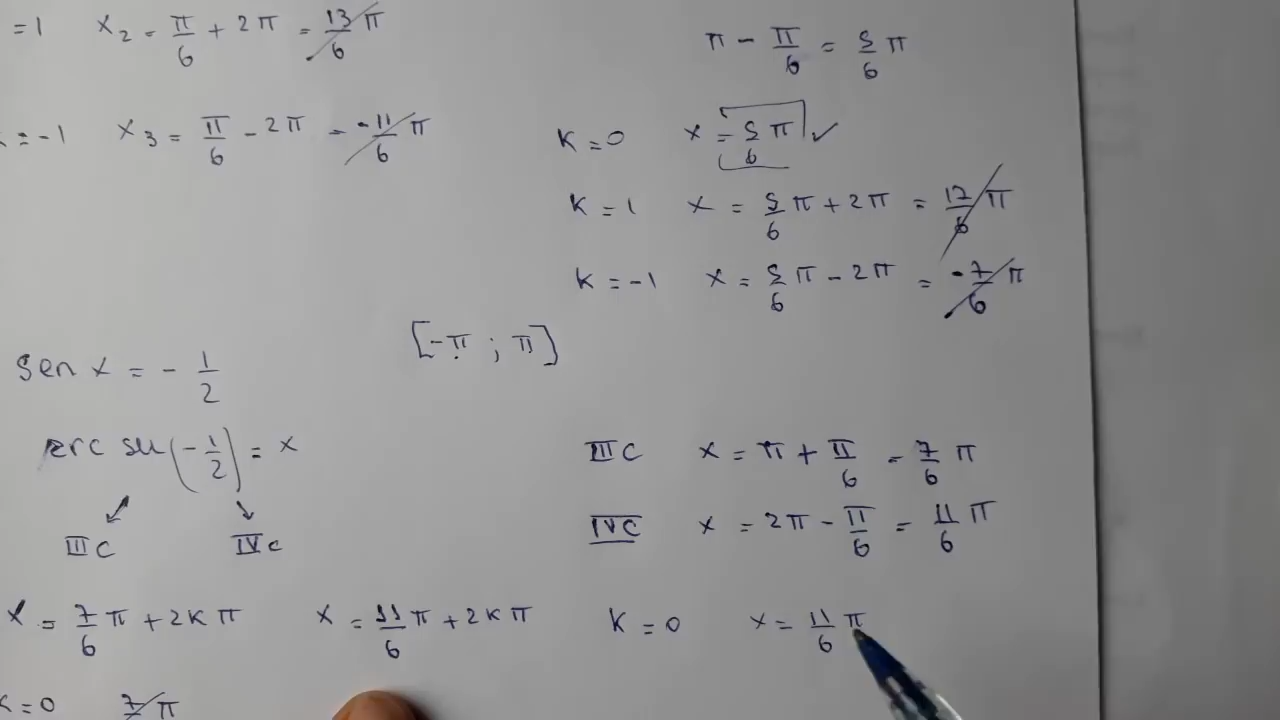 =1 x₂ = π/6 + 2π = 13/6 π
π - π/6 = 5/6 π
K=-1 x₃ = π/6 - 2π = -11/6 π
K=0 x = 5/6 π ✓
K=1 x = 5/6 π + 2π = 17/6 π
K=-1 x = 5/6 π - 2π = -7/6 π
[-π ; π]
sen x = - 1/2
arc sen (-1/2) = x
III C IV C
III C x = π + π/6 = 7/6 π
IV C x = 2π - π/6 = 11/6 π
x = 7/6 π + 2Kπ x = 11/6 π + 2Kπ K=0 x = 11/6 π
K=0 7/ π